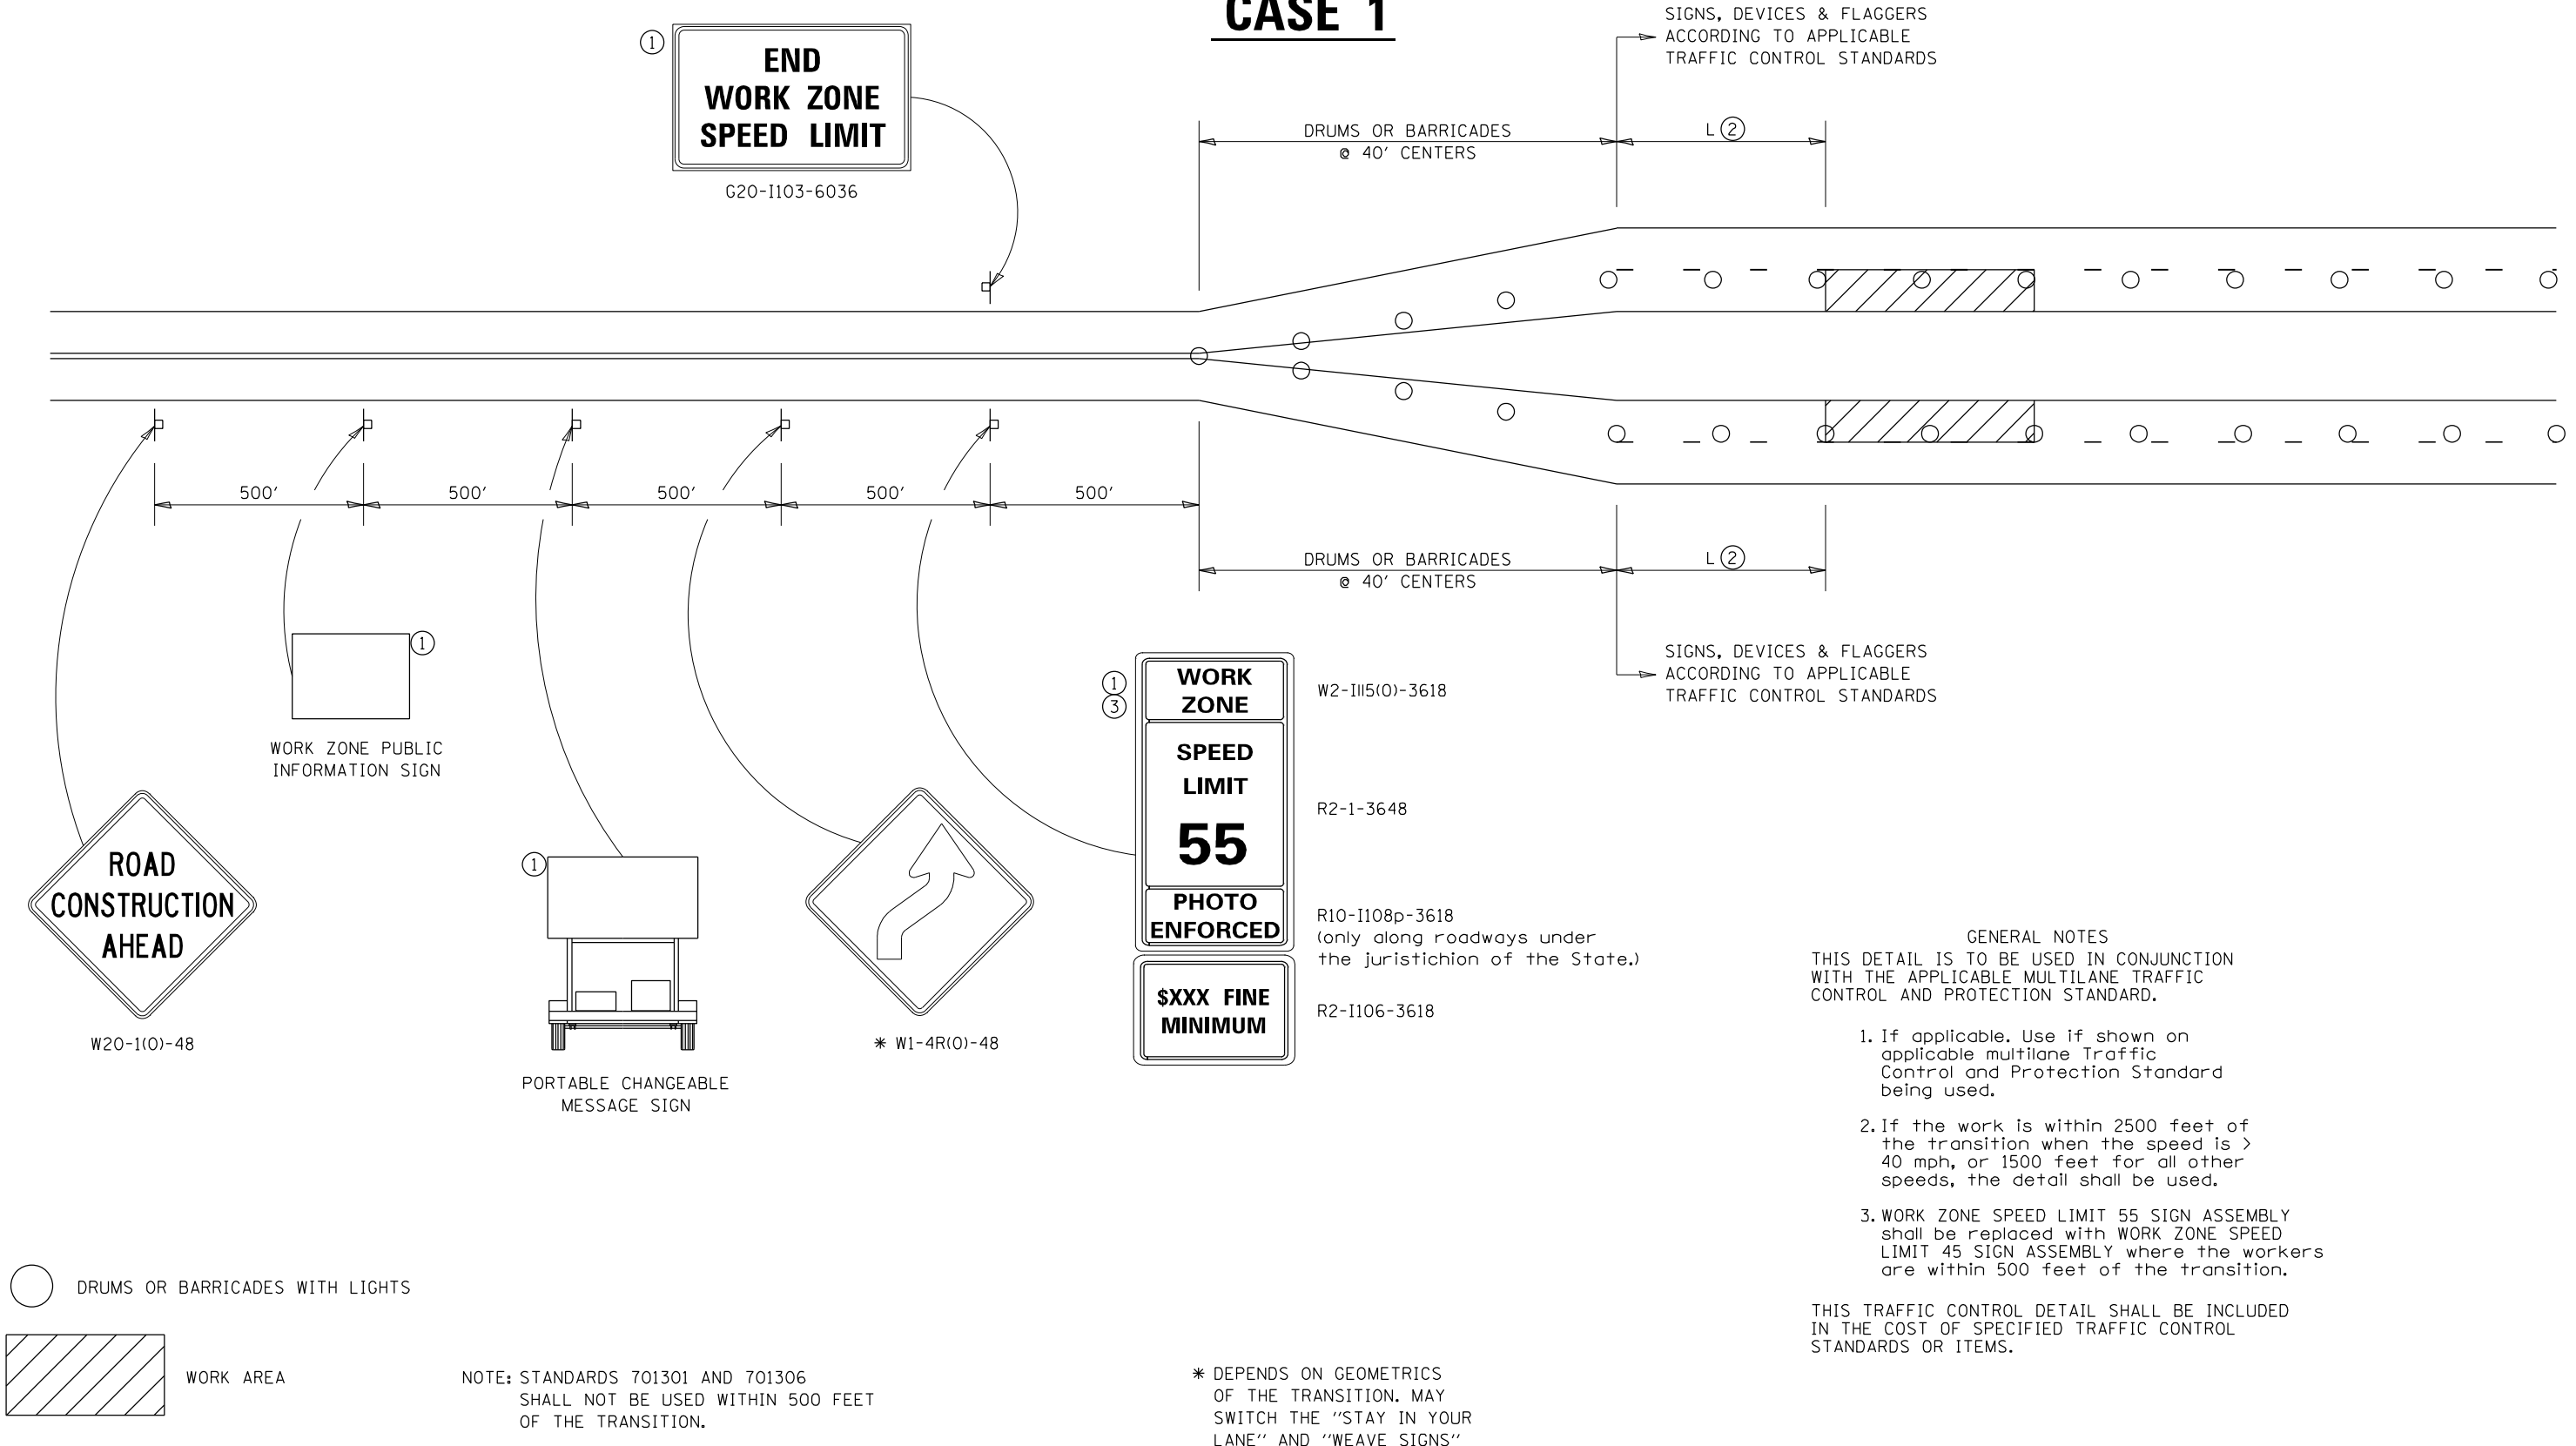 CASE 1
SIGNS, DEVICES & FLAGGERS
ACCORDING TO APPLICABLE
TRAFFIC CONTROL STANDARDS
1
END
WORK ZONE
SPEED LIMIT
G20-I103-6036
DRUMS OR BARRICADES
@ 40' CENTERS
L 2
500'
500'
500'
500'
500'
DRUMS OR BARRICADES
@ 40' CENTERS
L 2
SIGNS, DEVICES & FLAGGERS
ACCORDING TO APPLICABLE
TRAFFIC CONTROL STANDARDS
1
WORK ZONE PUBLIC
INFORMATION SIGN
ROAD
CONSTRUCTION
AHEAD
W20-1(O)-48
1
PORTABLE CHANGEABLE
MESSAGE SIGN
* W1-4R(O)-48
1
3
WORK
ZONE
W2-I115(O)-3618
SPEED
LIMIT
55
R2-1-3648
PHOTO
ENFORCED
R10-I108p-3618
(only along roadways under
the juristichion of the State.)
$XXX FINE
MINIMUM
R2-I106-3618
GENERAL NOTES
THIS DETAIL IS TO BE USED IN CONJUNCTION
WITH THE APPLICABLE MULTILANE TRAFFIC
CONTROL AND PROTECTION STANDARD.
1. If applicable. Use if shown on
applicable multilane Traffic
Control and Protection Standard
being used.
2. If the work is within 2500 feet of
the transition when the speed is >
40 mph, or 1500 feet for all other
speeds, the detail shall be used.
3. WORK ZONE SPEED LIMIT 55 SIGN ASSEMBLY
shall be replaced with WORK ZONE SPEED
LIMIT 45 SIGN ASSEMBLY where the workers
are within 500 feet of the transition.
THIS TRAFFIC CONTROL DETAIL SHALL BE INCLUDED
IN THE COST OF SPECIFIED TRAFFIC CONTROL
STANDARDS OR ITEMS.
DRUMS OR BARRICADES WITH LIGHTS
WORK AREA
NOTE: STANDARDS 701301 AND 701306
SHALL NOT BE USED WITHIN 500 FEET
OF THE TRANSITION.
* DEPENDS ON GEOMETRICS
OF THE TRANSITION. MAY
SWITCH THE "STAY IN YOUR
LANE" AND "WEAVE SIGNS"